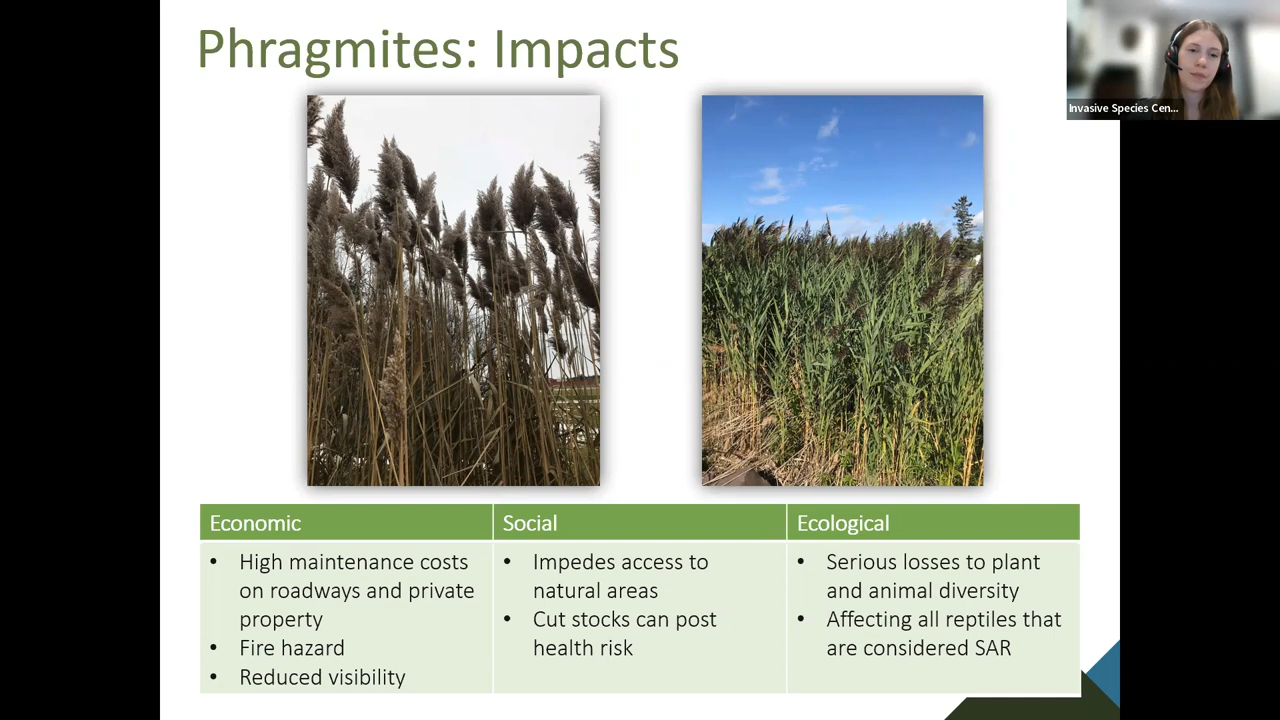 Phragmites: Impacts
Invasive Species Cen...
Economic
Social
Ecological
• High maintenance costs
on roadways and private
property
• Fire hazard
• Reduced visibility
• Impedes access to
natural areas
• Cut stocks can post
health risk
• Serious losses to plant
and animal diversity
• Affecting all reptiles that
are considered SAR